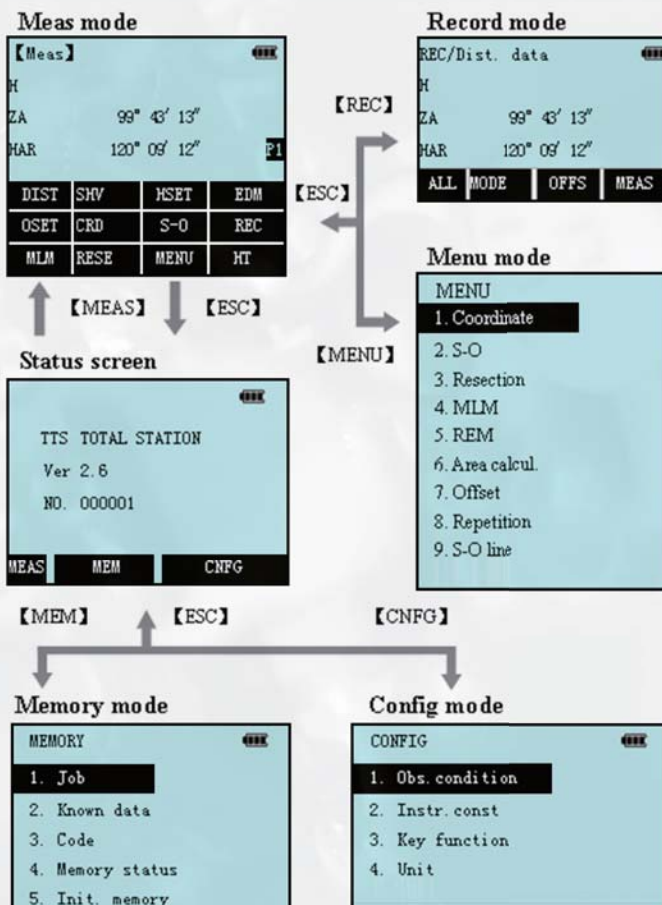 Meas mode
【Meas】
H
ZA 99° 43′ 13″
HAR 120° 09′ 12″ P1
DIST SHV HSET EDM
OSET CRD S-O REC
MLM RESE MENU HT
【REC】
【ESC】
【MENU】
Record mode
REC/Dist. data
H
ZA 99° 43′ 13″
HAR 120° 09′ 12″
ALL MODE OFFS MEAS
Menu mode
MENU
1. Coordinate
2. S-O
3. Resection
4. MLM
5. REM
6. Area calcul.
7. Offset
8. Repetition
9. S-O line
【MEAS】 【ESC】
Status screen
TTS TOTAL STATION
Ver 2.6
NO. 000001
MEAS MEM CNFG
【MEM】 【ESC】 【CNFG】
Memory mode
MEMORY
1. Job
2. Known data
3. Code
4. Memory status
5. Init. memory
Config mode
CONFIG
1. Obs. condition
2. Instr. const
3. Key function
4. Unit